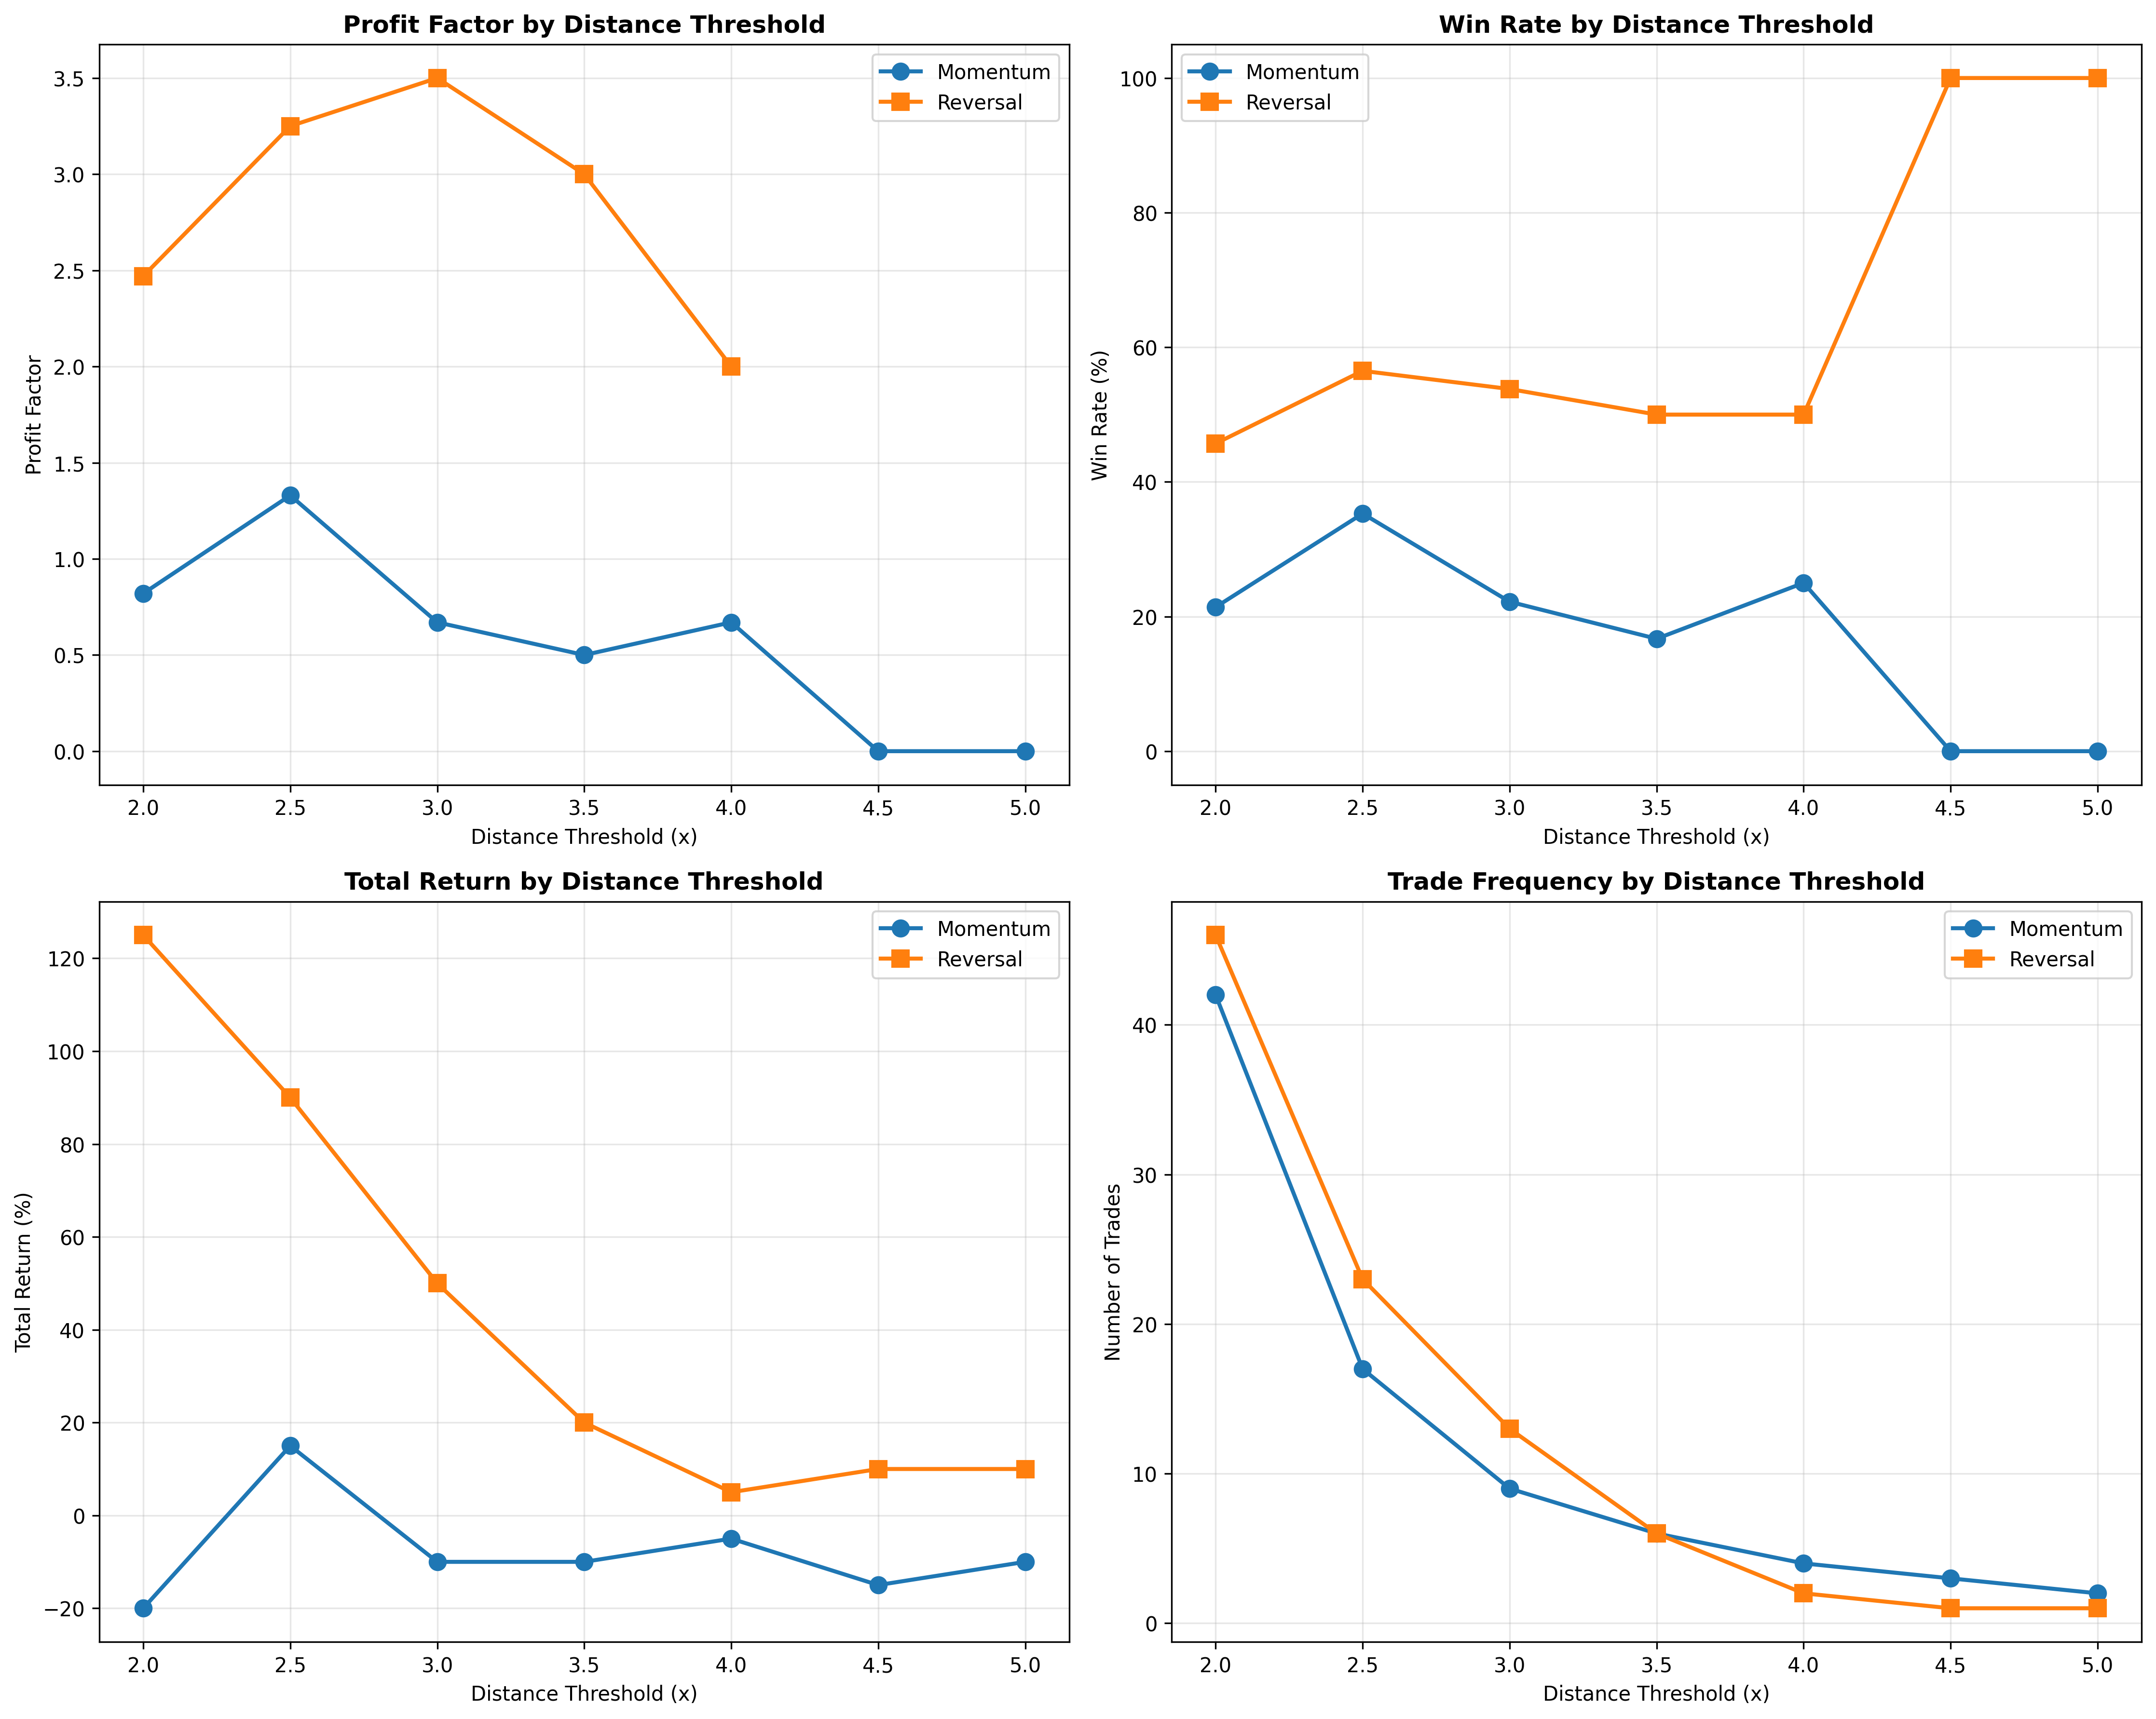 Profit Factor by Distance Threshold
Momentum
Reversal
3.5
3.0
2.5
2.0
1.5
1.0
0.5
0.0
Profit Factor
2.0 2.5 3.0 3.5 4.0 4.5 5.0
Distance Threshold (x)
Win Rate by Distance Threshold
Momentum
Reversal
100
80
60
40
20
0
Win Rate (%)
2.0 2.5 3.0 3.5 4.0 4.5 5.0
Distance Threshold (x)
Total Return by Distance Threshold
Momentum
Reversal
120
100
80
60
40
20
0
−20
Total Return (%)
2.0 2.5 3.0 3.5 4.0 4.5 5.0
Distance Threshold (x)
Trade Frequency by Distance Threshold
Momentum
Reversal
40
30
20
10
0
Number of Trades
2.0 2.5 3.0 3.5 4.0 4.5 5.0
Distance Threshold (x)